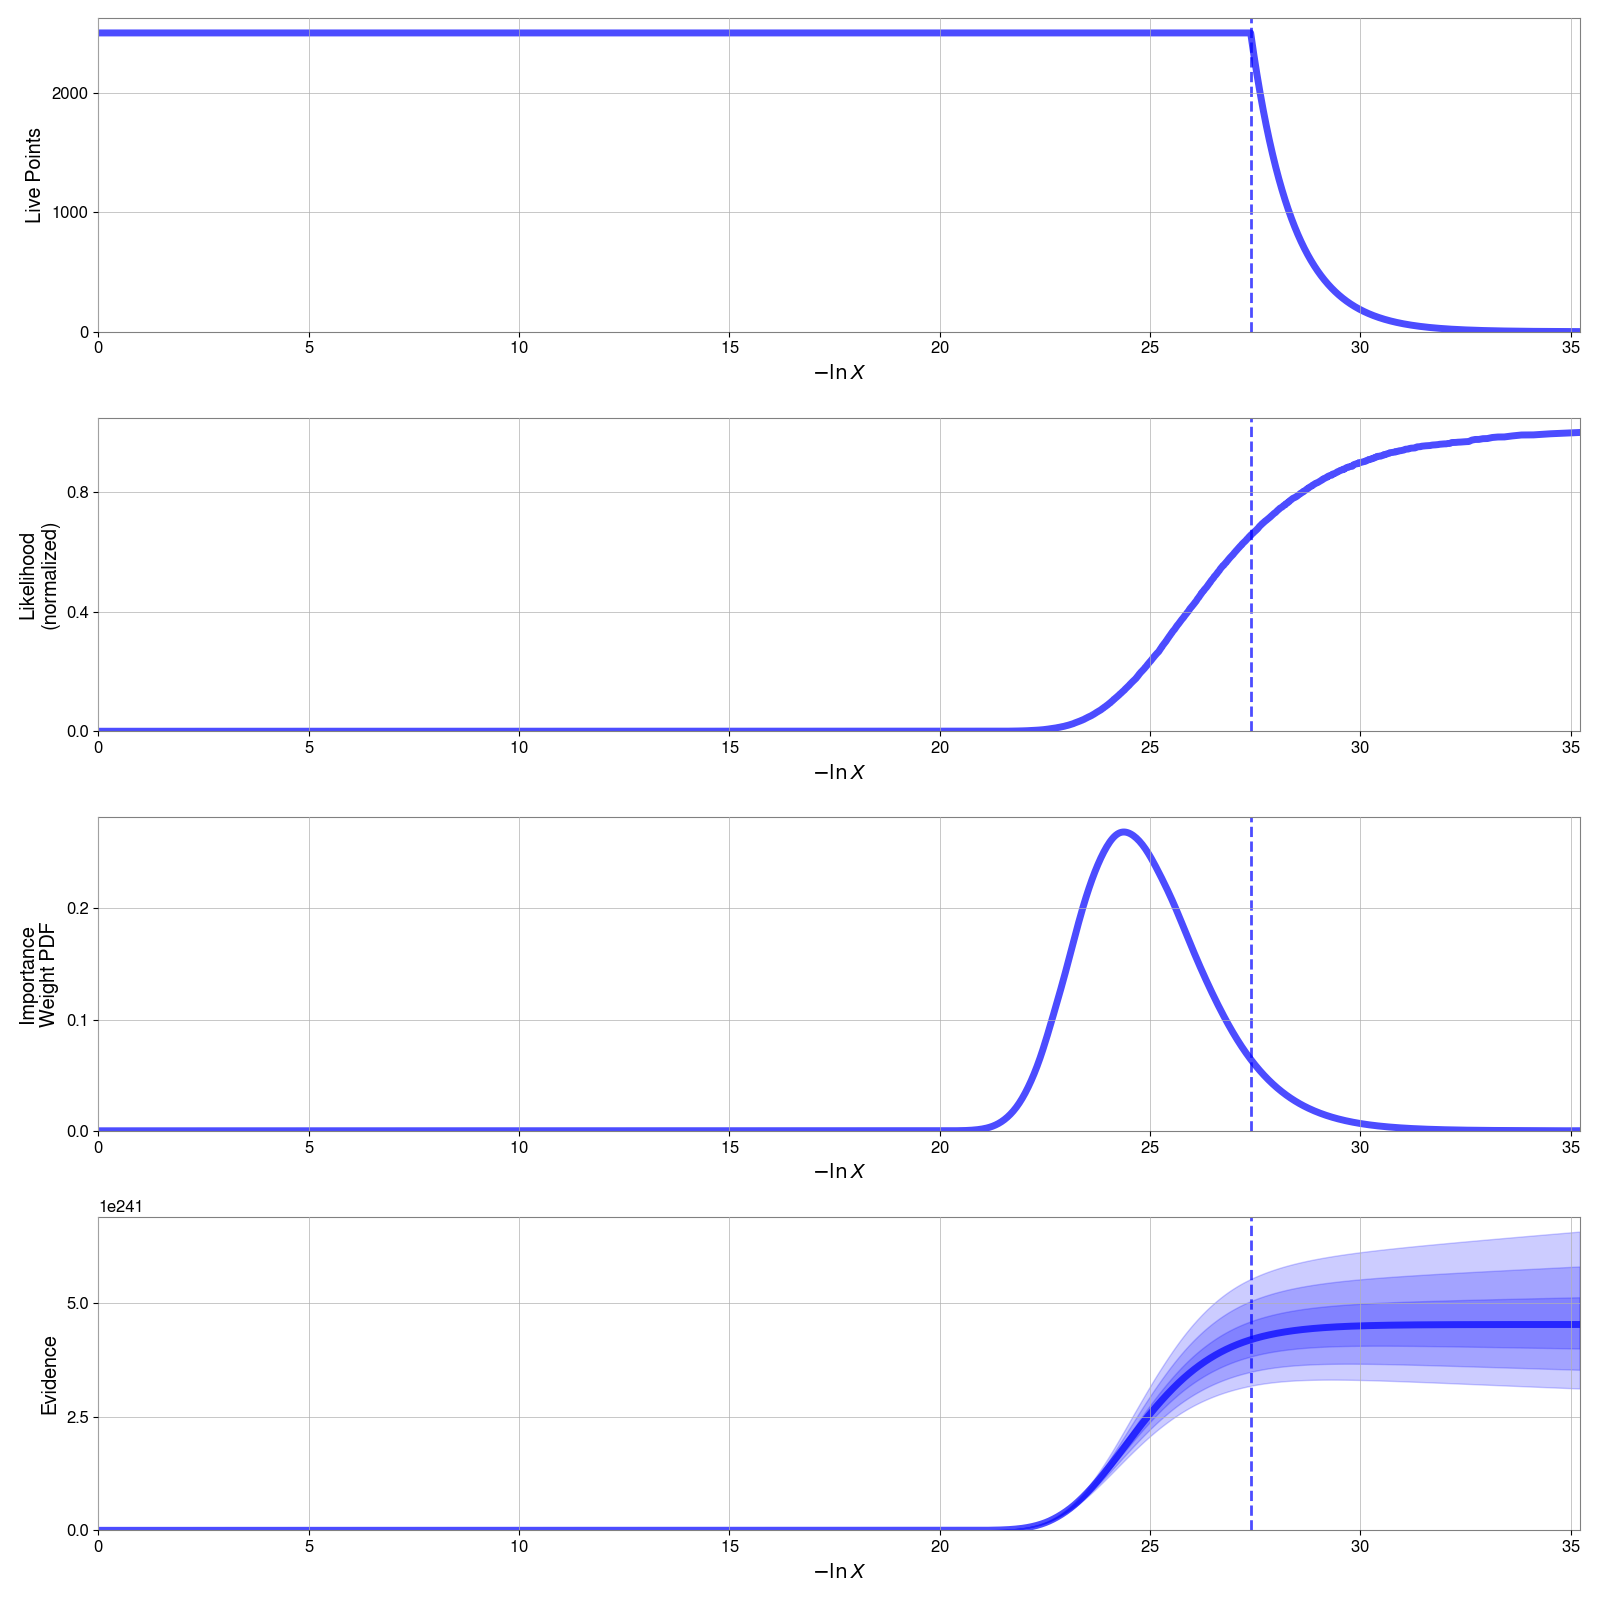 2000
1000
0
Live Points
0 5 10 15 20 25 30 35
−ln X
0.8
0.4
0.0
Likelihood
(normalized)
0 5 10 15 20 25 30 35
−ln X
0.2
0.1
0.0
Importance
Weight PDF
0 5 10 15 20 25 30 35
−ln X
1e241
5.0
2.5
0.0
Evidence
0 5 10 15 20 25 30 35
−ln X